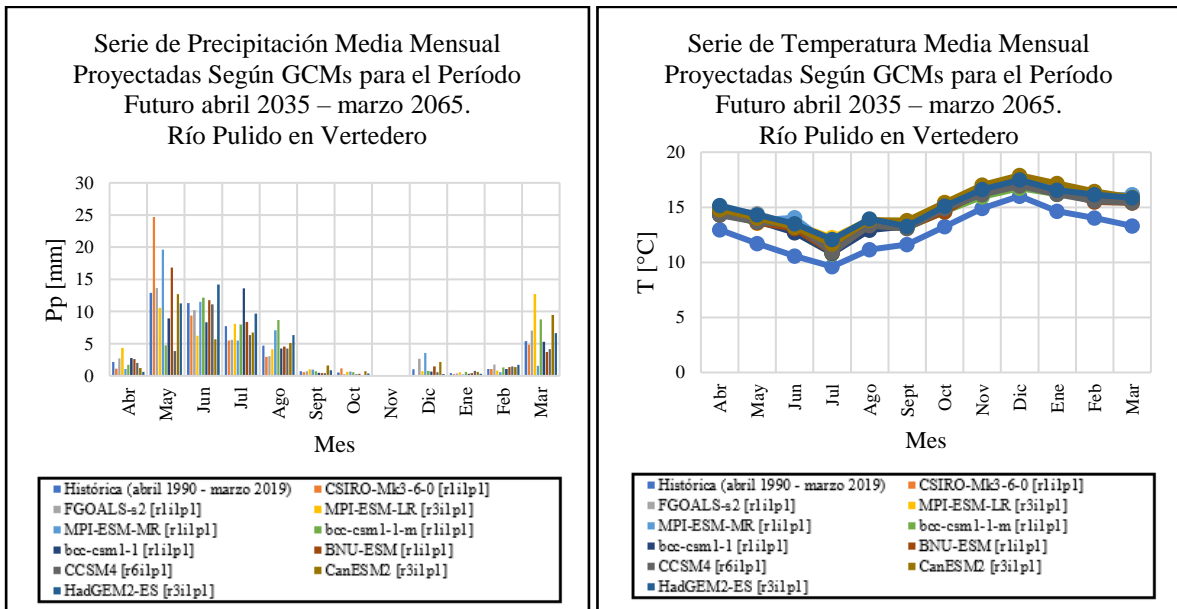 Serie de Precipitación Media Mensual
Proyectadas Según GCMs para el Período
Futuro abril 2035 – marzo 2065.
Río Pulido en Vertedero
30
25
20
15
10
5
0
Pp [mm]
Abr
May
Jun
Jul
Ago
Sept
Oct
Nov
Dic
Ene
Feb
Mar
Mes
Histórica (abril 1990 - marzo 2019)
CSIRO-Mk3-6-0 [r1i1p1]
FGOALS-s2 [r1i1p1]
MPI-ESM-LR [r3i1p1]
MPI-ESM-MR [r1i1p1]
bcc-csm1-1-m [r1i1p1]
bcc-csm1-1 [r1i1p1]
BNU-ESM [r1i1p1]
CCSM4 [r6i1p1]
CanESM2 [r3i1p1]
HadGEM2-ES [r3i1p1]
Serie de Temperatura Media Mensual
Proyectadas Según GCMs para el Período
Futuro abril 2035 – marzo 2065.
Río Pulido en Vertedero
20
15
10
5
0
T [°C]
Abr
May
Jun
Jul
Ago
Sept
Oct
Nov
Dic
Ene
Feb
Mar
Mes
Histórica (abril 1990 - marzo 2019)
CSIRO-Mk3-6-0 [r1i1p1]
FGOALS-s2 [r1i1p1]
MPI-ESM-LR [r3i1p1]
MPI-ESM-MR [r1i1p1]
bcc-csm1-1-m [r1i1p1]
bcc-csm1-1 [r1i1p1]
BNU-ESM [r1i1p1]
CCSM4 [r6i1p1]
CanESM2 [r3i1p1]
HadGEM2-ES [r3i1p1]